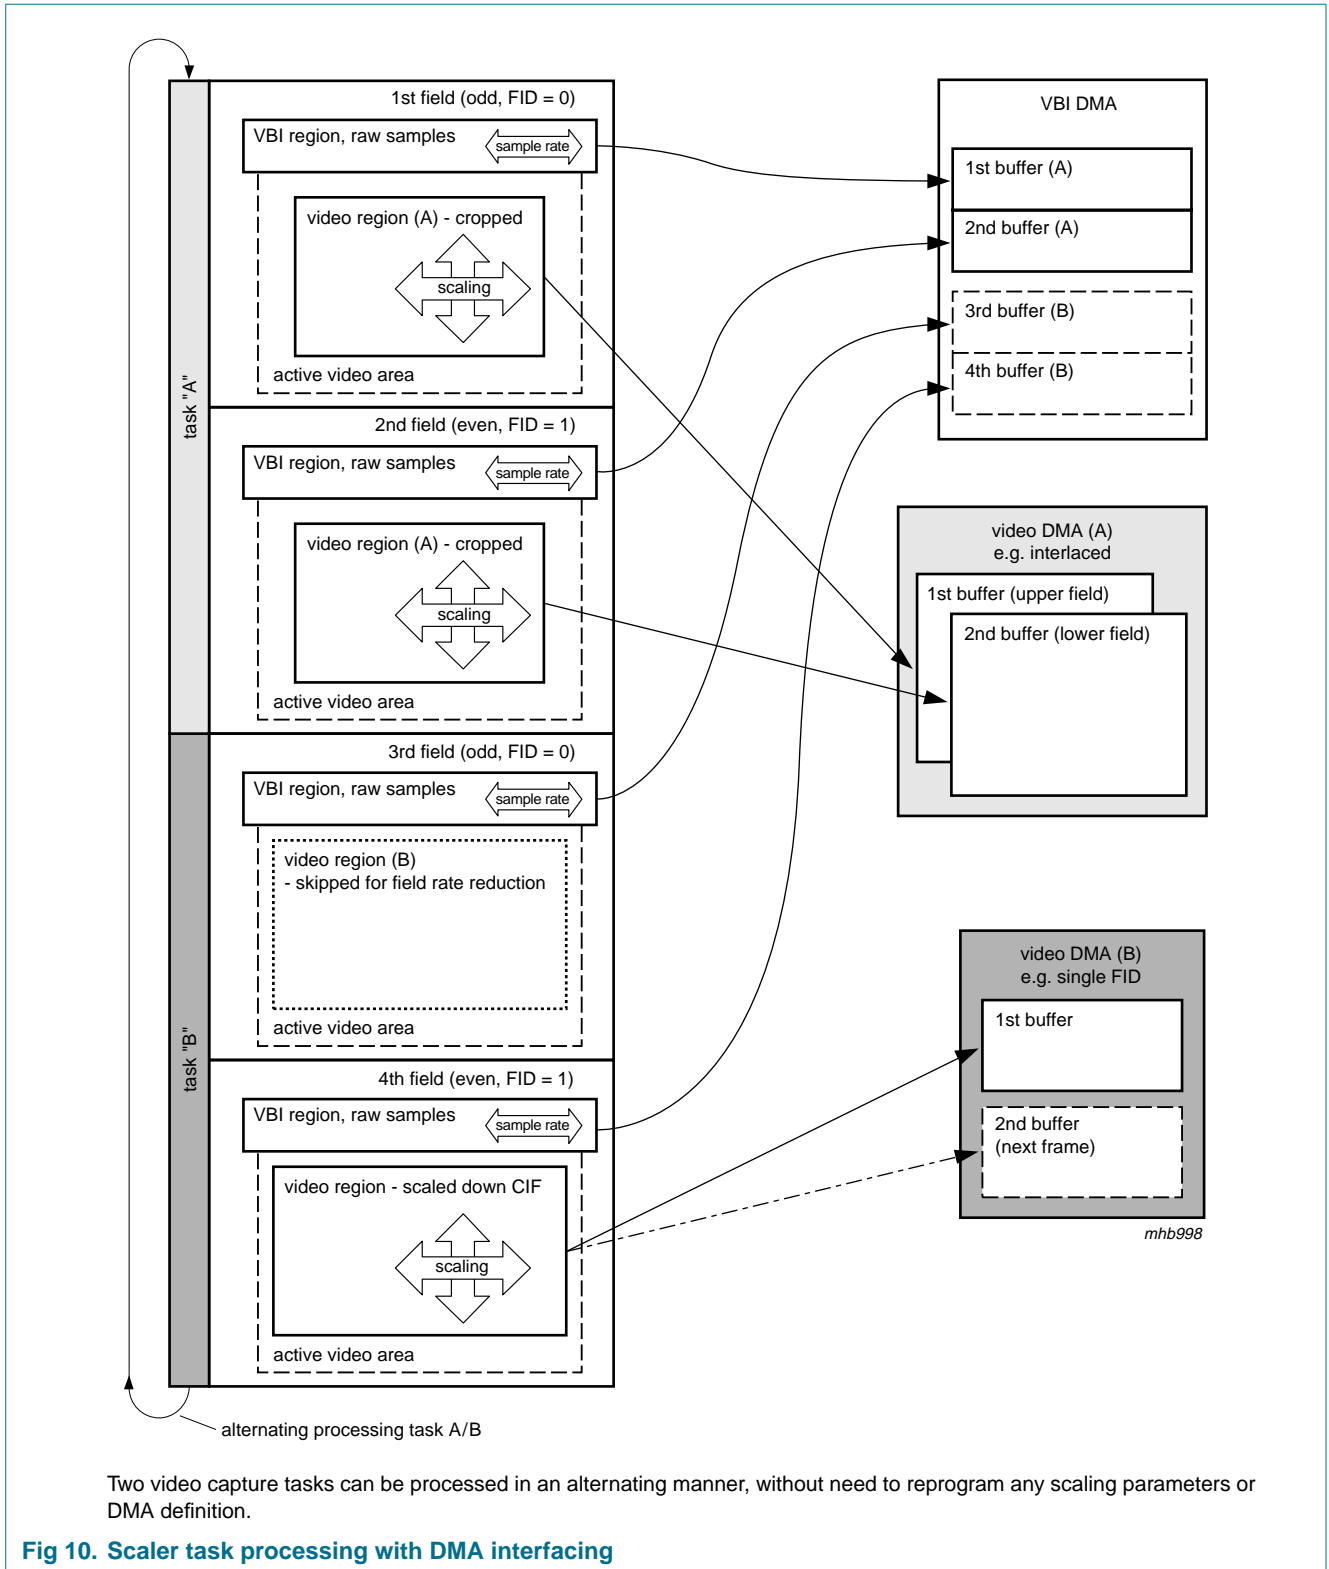 1st field (odd, FID = 0)
VBI region, raw samples
sample rate
video region (A) - cropped
scaling
active video area
task "A"
2nd field (even, FID = 1)
VBI region, raw samples
sample rate
video region (A) - cropped
scaling
active video area
3rd field (odd, FID = 0)
VBI region, raw samples
sample rate
video region (B)
- skipped for field rate reduction
active video area
task "B"
4th field (even, FID = 1)
VBI region, raw samples
sample rate
video region - scaled down CIF
scaling
active video area
alternating processing task A/B
VBI DMA
1st buffer (A)
2nd buffer (A)
3rd buffer (B)
4th buffer (B)
video DMA (A)
e.g. interlaced
1st buffer (upper field)
2nd buffer (lower field)
video DMA (B)
e.g. single FID
1st buffer
2nd buffer
(next frame)
mhb998
Two video capture tasks can be processed in an alternating manner, without need to reprogram any scaling parameters or
DMA definition.
Fig 10. Scaler task processing with DMA interfacing